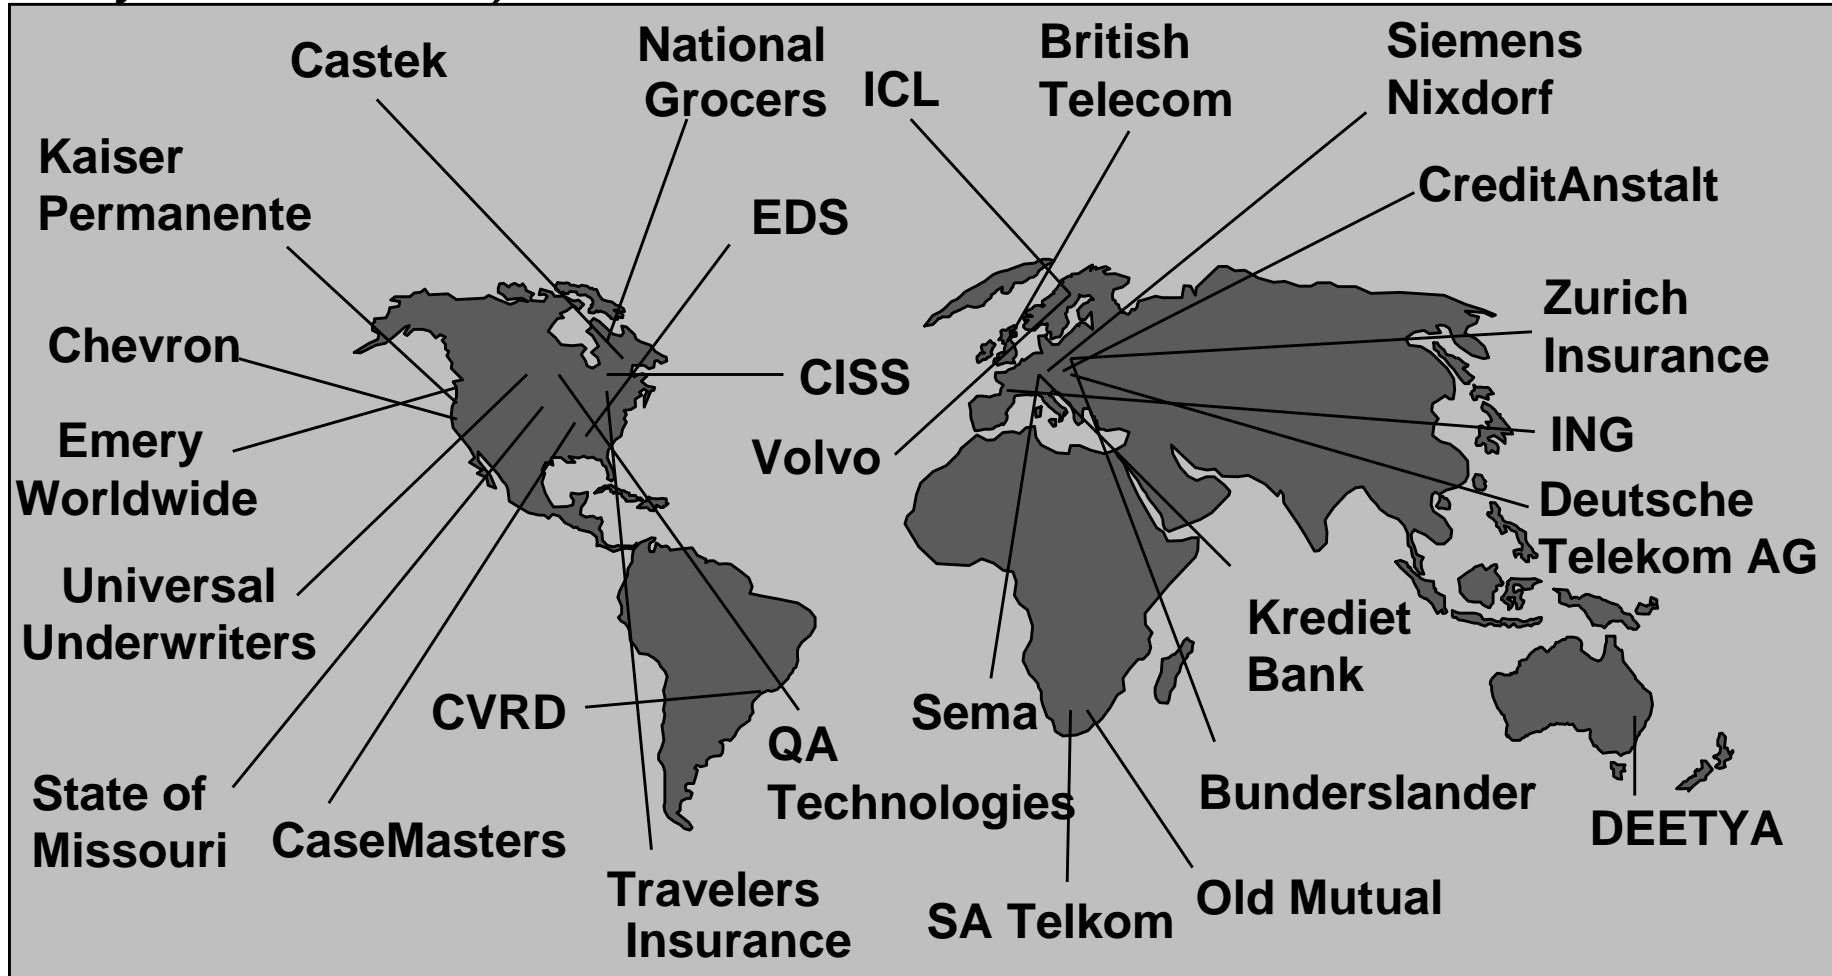 Castek
National
Grocers
ICL
British
Telecom
Siemens
Nixdorf
Kaiser
Permanente
EDS
CreditAnstalt
Chevron
CISS
Zurich
Insurance
Emery
Worldwide
Volvo
ING
Deutsche
Telekom AG
Universal
Underwriters
Krediet
Bank
CVRD
QA
Technologies
Sema
State of
Missouri
CaseMasters
Bunderslander
DEETYA
Travelers
Insurance
SA Telkom
Old Mutual